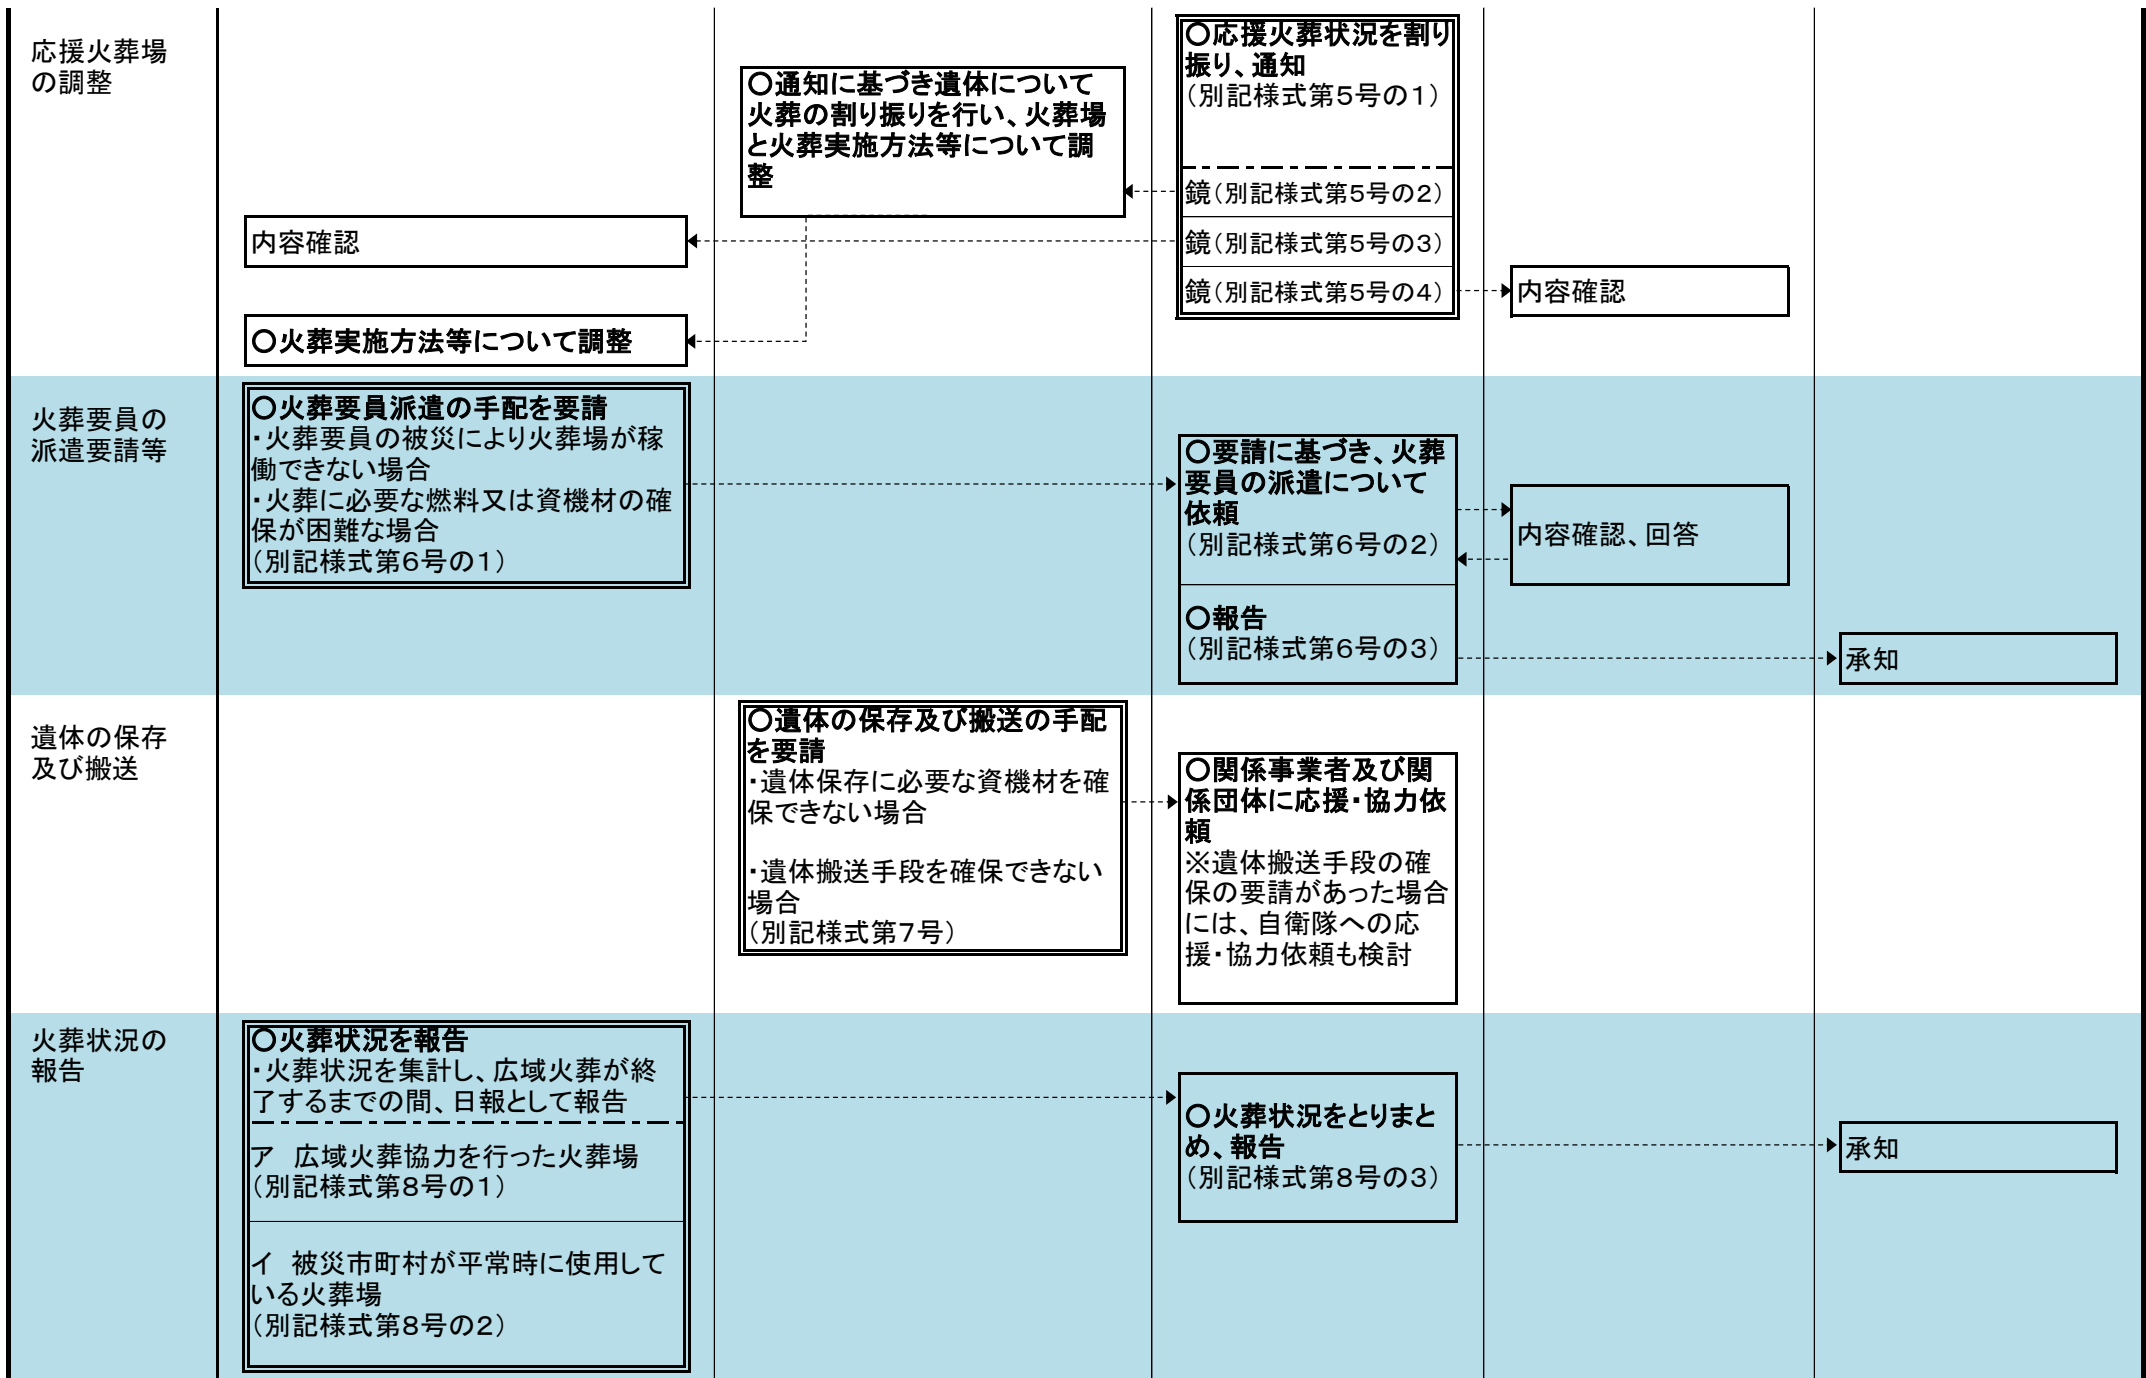 応援火葬場
の調整
〇応援火葬状況を割り
振り、通知
（別記様式第5号の1）
鏡（別記様式第5号の2）
鏡（別記様式第5号の3）
鏡（別記様式第5号の4）
〇通知に基づき遺体について
火葬の割り振りを行い、火葬場
と火葬実施方法等について調
整
内容確認
内容確認
〇火葬実施方法等について調整
火葬要員の
派遣要請等
〇火葬要員派遣の手配を要請
・火葬要員の被災により火葬場が稼
働できない場合
・火葬に必要な燃料又は資機材の確
保が困難な場合
（別記様式第6号の1）
〇要請に基づき、火葬
要員の派遣について
依頼
（別記様式第6号の2）
内容確認、回答
〇報告
（別記様式第6号の3）
承知
遺体の保存
及び搬送
〇遺体の保存及び搬送の手配
を要請
・遺体保存に必要な資機材を確
保できない場合
・遺体搬送手段を確保できない
場合
（別記様式第7号）
〇関係事業者及び関
係団体に応援・協力依
頼
※遺体搬送手段の確
保の要請があった場合
には、自衛隊への応
援・協力依頼も検討
火葬状況の
報告
〇火葬状況を報告
・火葬状況を集計し、広域火葬が終
了するまでの間、日報として報告
ア　広域火葬協力を行った火葬場
（別記様式第8号の1）
イ　被災市町村が平常時に使用して
いる火葬場
（別記様式第8号の2）
〇火葬状況をとりまと
め、報告
（別記様式第8号の3）
承知